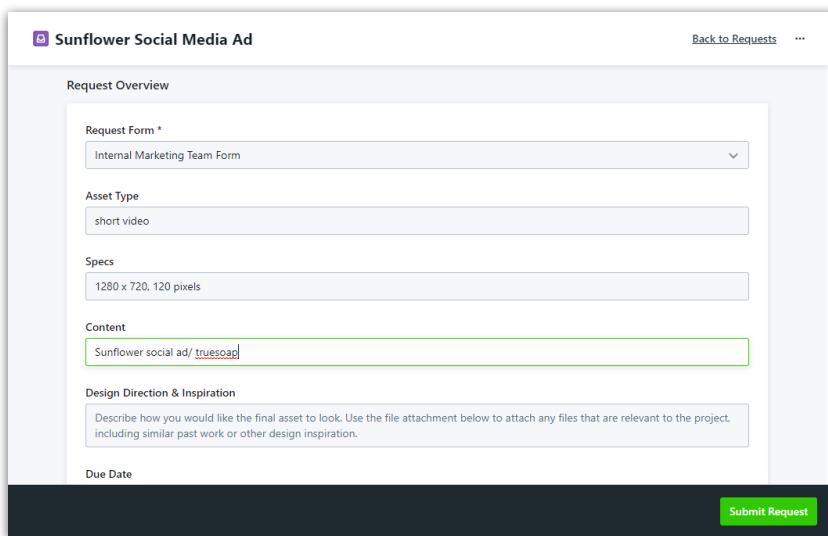 Sunflower Social Media Ad
Back to Requests
Request Overview
Request Form *
Internal Marketing Team Form
Asset Type
short video
Specs
1280 x 720, 120 pixels
Content
Sunflower social ad/ truesoap
Design Direction & Inspiration
Describe how you would like the final asset to look. Use the file attachment below to attach any files that are relevant to the project,
including similar past work or other design inspiration.
Due Date
Submit Request